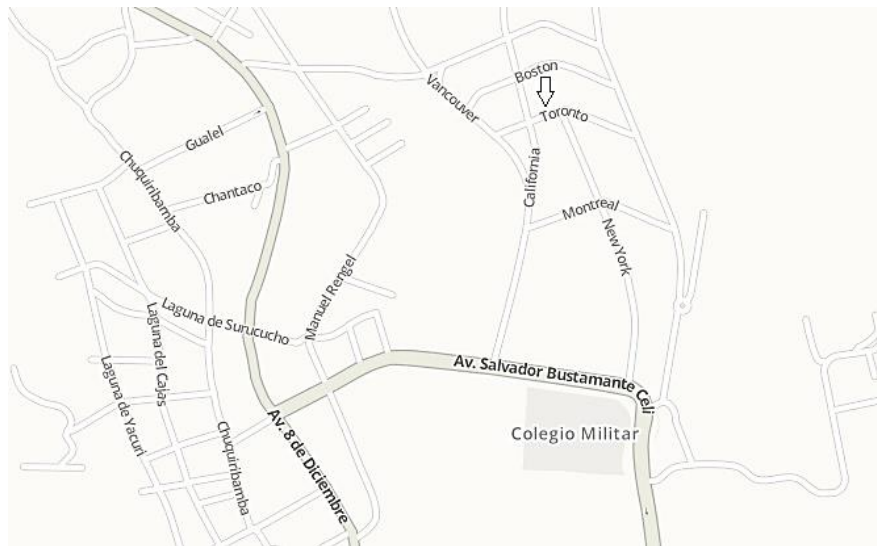 Boston
Vancouver
Toronto
Gualel
Chuquiribamba
California
Chantaco
Montreal
New York
Manuel Rengel
Laguna de Surucucho
Laguna del Cajas
Laguna de Yacuri
Av. Salvador Bustamante Celi
Chuquiribamba
Av. 8 de Diciembre
Colegio Militar